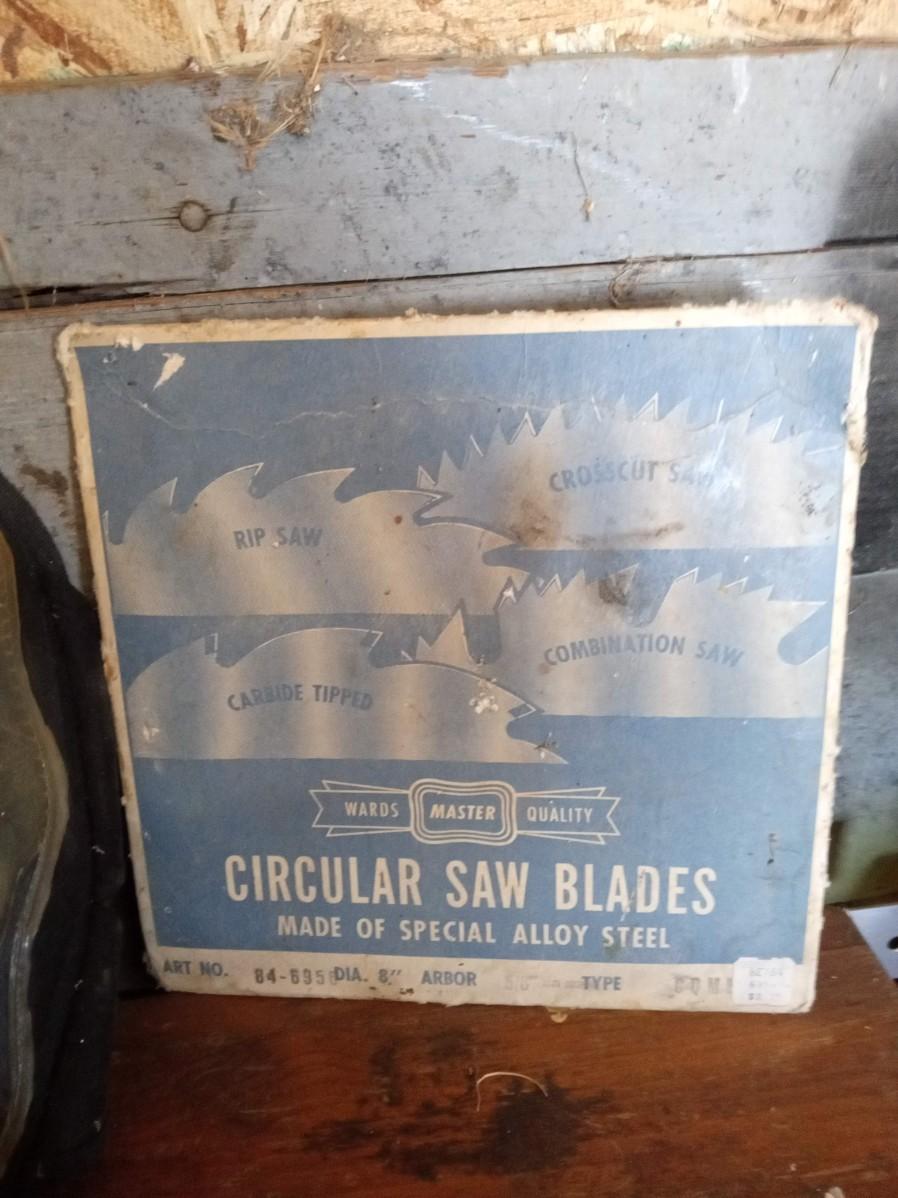 CROSSCUT SAW
RIP SAW
COMBINATION SAW
CARBIDE TIPPED
WARDS MASTER QUALITY
CIRCULAR SAW BLADES
MADE OF SPECIAL ALLOY STEEL
ART NO. DIA. 8" ARBOR TYPE